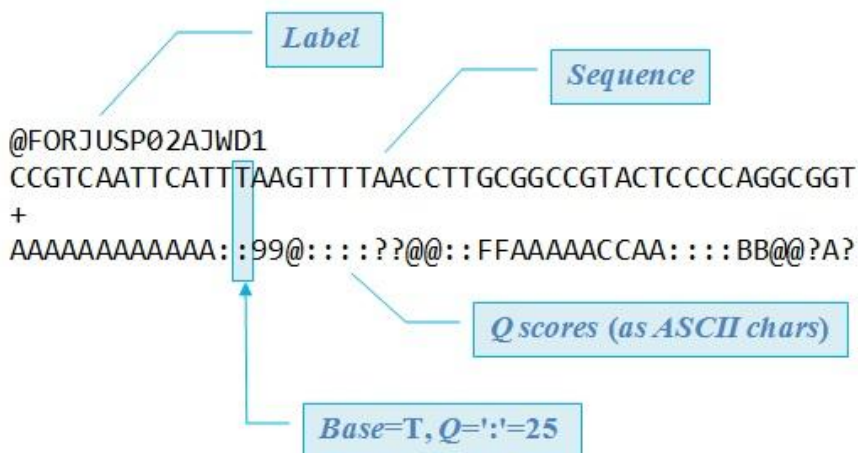 Label
Sequence
@FORJUSP02AJWD1
CCGTCAATTCATTTAAGTTTTAACCTTGCGGCCGTACTCCCCAGGCGGT
+
AAAAAAAAAAAA::99@::::??@@::FFAAAAACCAA::::BB@@?A?
Q scores (as ASCII chars)
Base=T, Q=':'=25